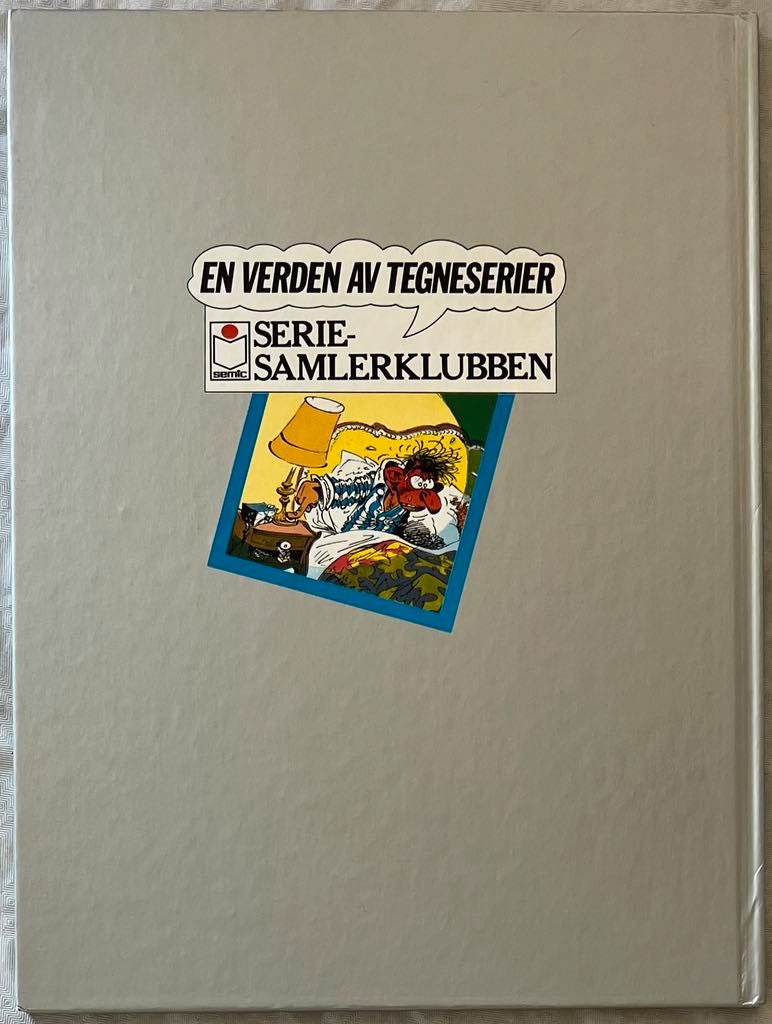 EN VERDEN AV TEGNESERIER
SERIE-
SAMLERKLUBBEN
semic